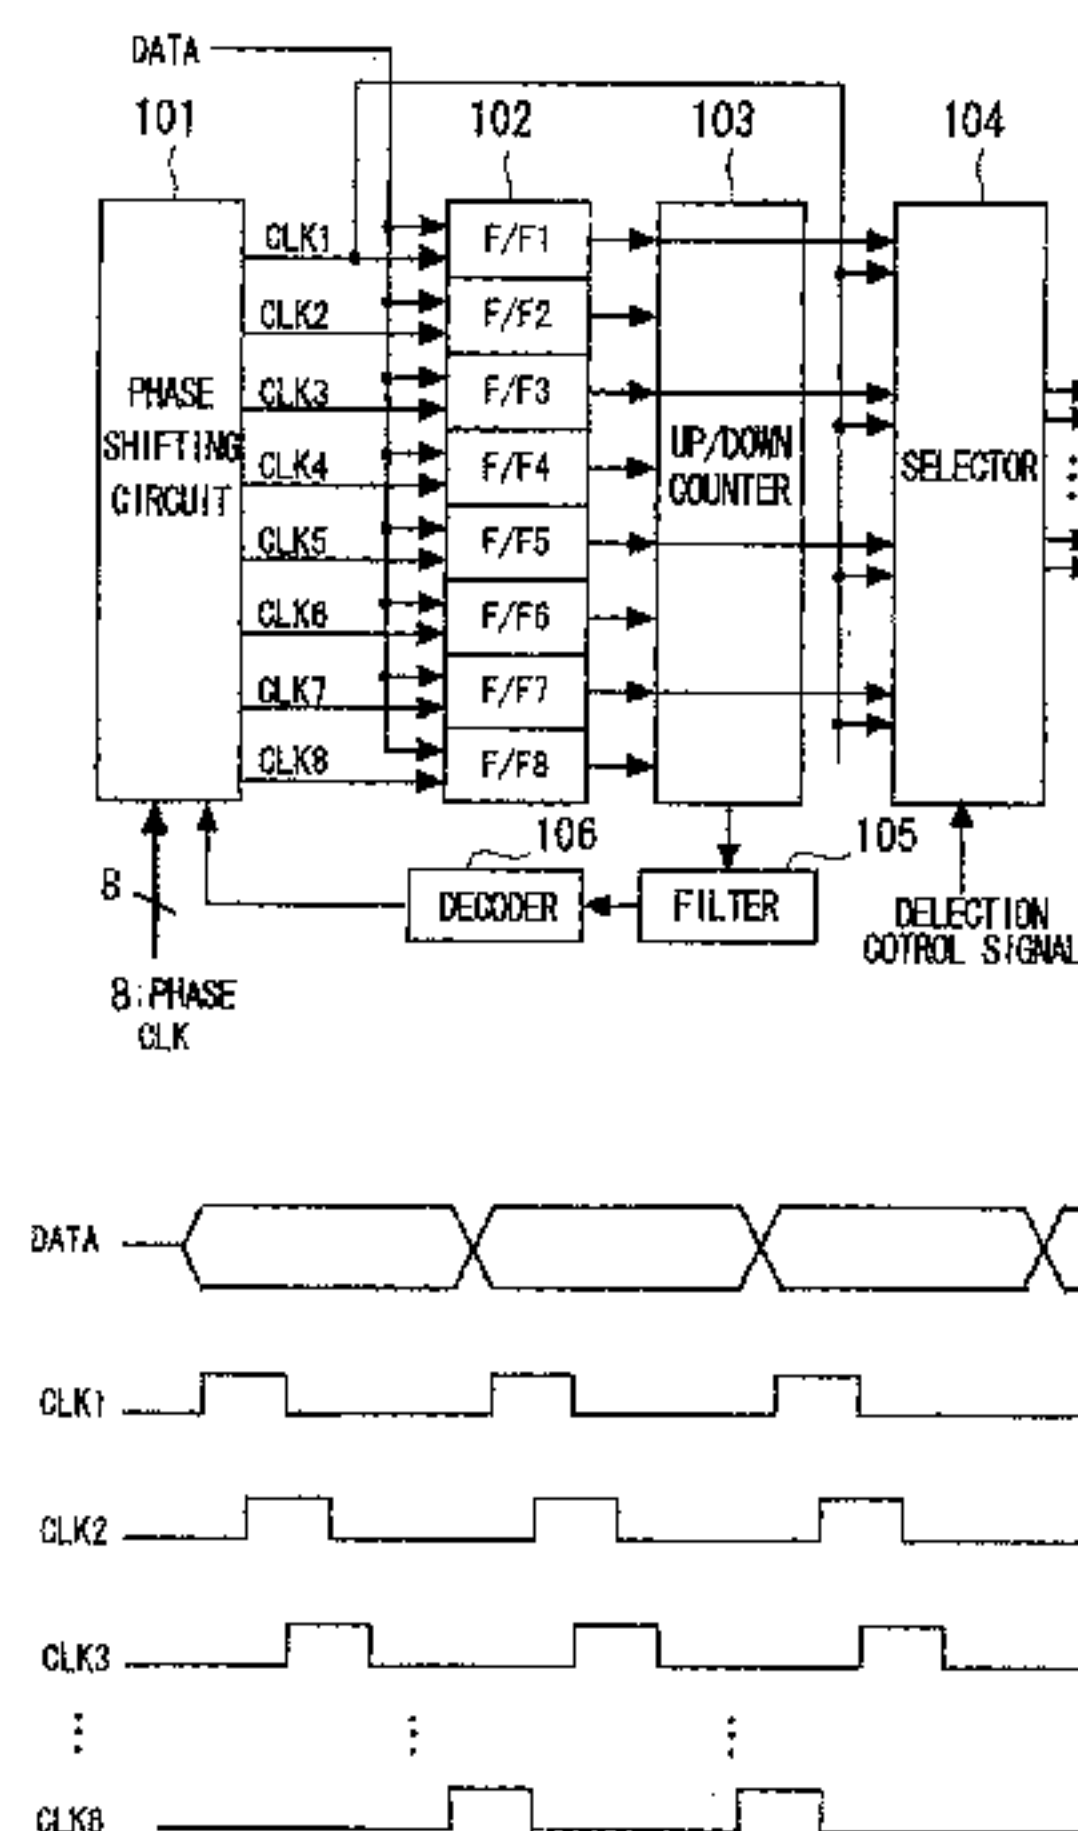 DATA
101
102
103
104
CLK1
F/F1
CLK2
F/F2
PHASE
SHIFTING
CIRCUIT
CLK3
F/F3
CLK4
F/F4
UP/DOWN
COUNTER
SELECTOR
CLK5
F/F5
CLK6
F/F6
CLK7
F/F7
CLK8
F/F8
106
105
8
DECODER
FILTER
DELECTION
COTROL SIGNAL
8:PHASE
CLK
DATA
CLK1
CLK2
CLK3
CLK8